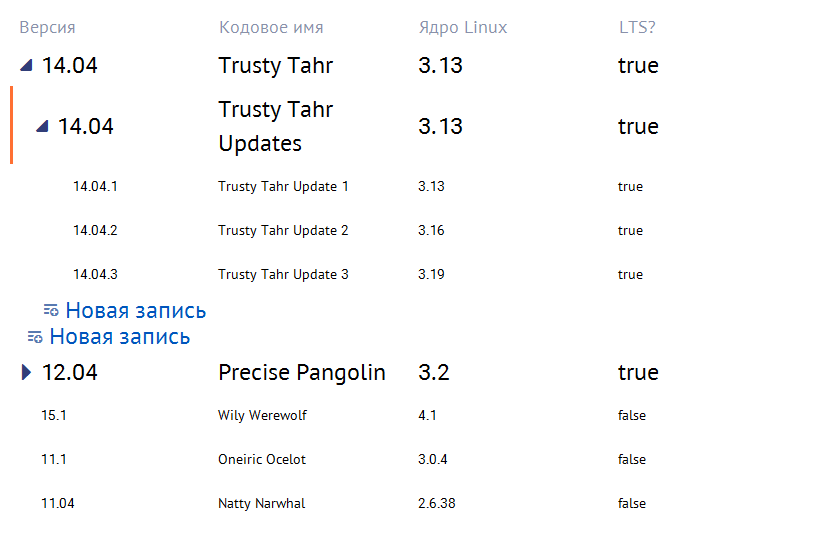 Версия Кодовое имя Ядро Linux LTS?
14.04 Trusty Tahr 3.13 true
14.04 Trusty Tahr Updates 3.13 true
14.04.1 Trusty Tahr Update 1 3.13 true
14.04.2 Trusty Tahr Update 2 3.16 true
14.04.3 Trusty Tahr Update 3 3.19 true
Новая запись
Новая запись
12.04 Precise Pangolin 3.2 true
15.1 Wily Werewolf 4.1 false
11.1 Oneiric Ocelot 3.0.4 false
11.04 Natty Narwhal 2.6.38 false